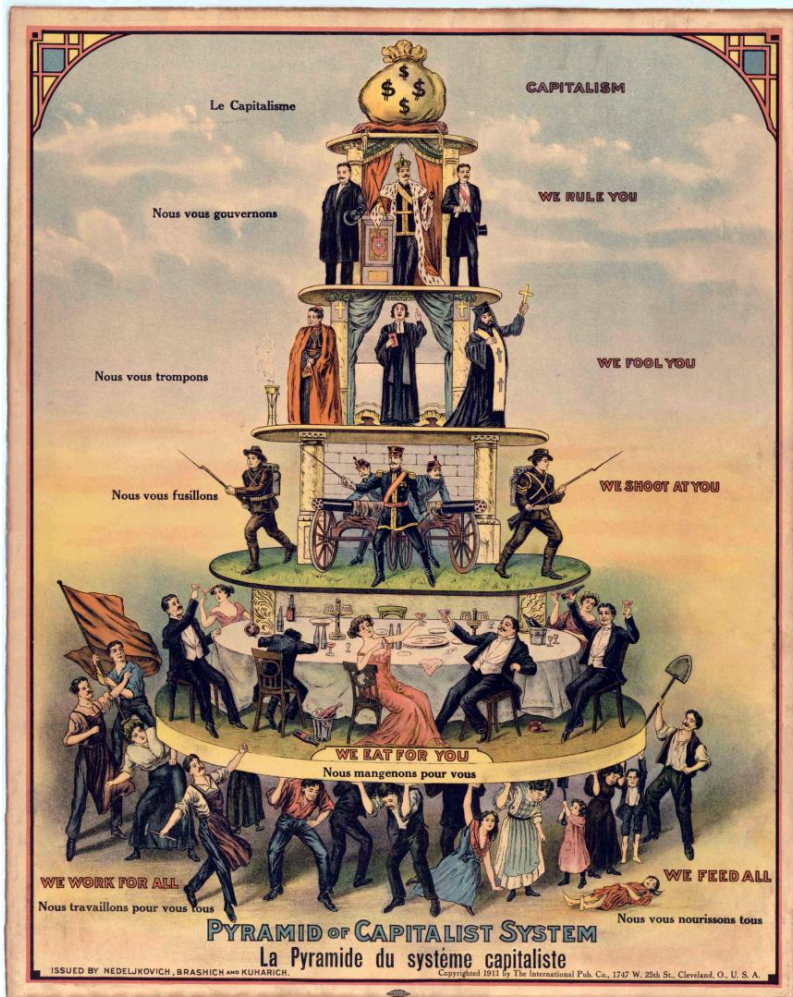 $ $ $ $
Le Capitalisme
CAPITALISM
Nous vous gouvernons
WE RULE YOU
Nous vous trompons
WE FOOL YOU
Nous vous fusillons
WE SHOOT AT YOU
WE EAT FOR YOU
Nous mangenons pour vous
WE WORK FOR ALL
WE FEED ALL
Nous travaillons pour vous tous
Nous vous nourissons tous
PYRAMID OF CAPITALIST SYSTEM
La Pyramide du systéme capitaliste
ISSUED BY NEDELJKOVICH, BRASHICH AND KUHARICH.
Copyrighted 1911 by The International Pub. Co., 1747 W. 25th St., Cleveland, O., U. S. A.